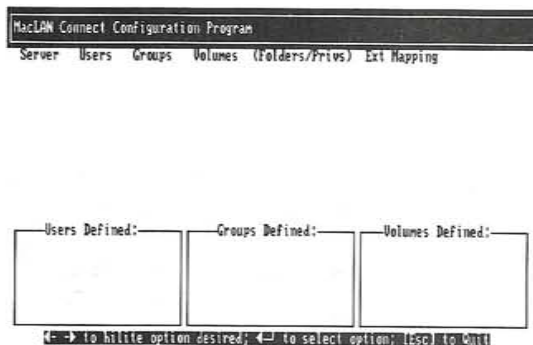 MacLAN Connect Configuration Program
Server Users Groups Volumes (Folders/Privs) Ext Mapping
Users Defined: Groups Defined: Volumes Defined:
←- -→ to hilite option desired; ↵ to select option; [Esc] to Quit